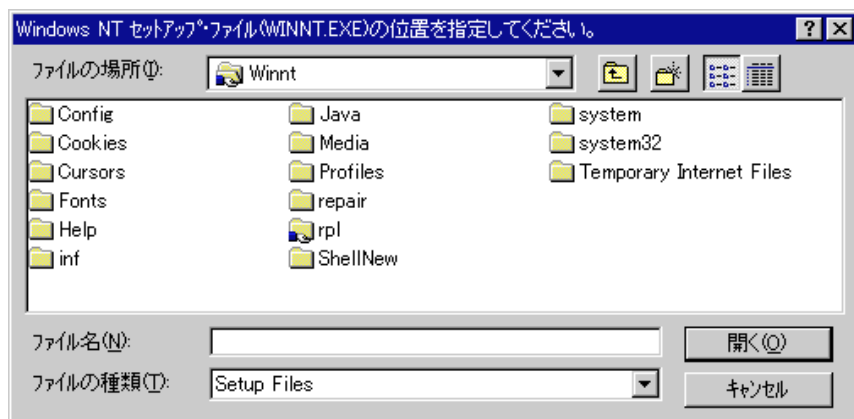 Windows NT セットアップ・ファイル(WINNT.EXE)の位置を指定してください。
ファイルの場所(I):
Winnt
Config
Cookies
Cursors
Fonts
Help
inf
Java
Media
Profiles
repair
rpl
ShellNew
system
system32
Temporary Internet Files
ファイル名(N):
開く(O)
ファイルの種類(T):
Setup Files
キャンセル